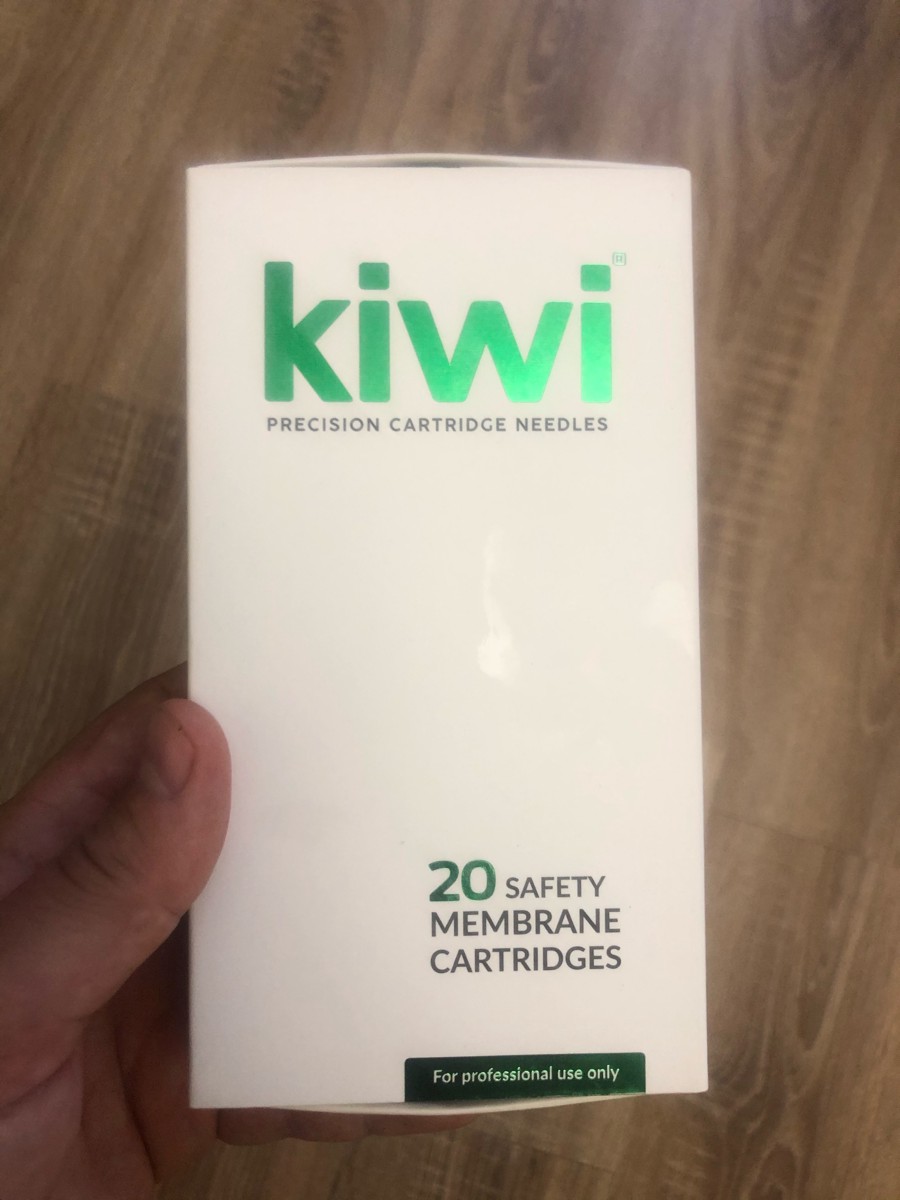 kiwi®
PRECISION CARTRIDGE NEEDLES
20 SAFETY
MEMBRANE
CARTRIDGES
For professional use only